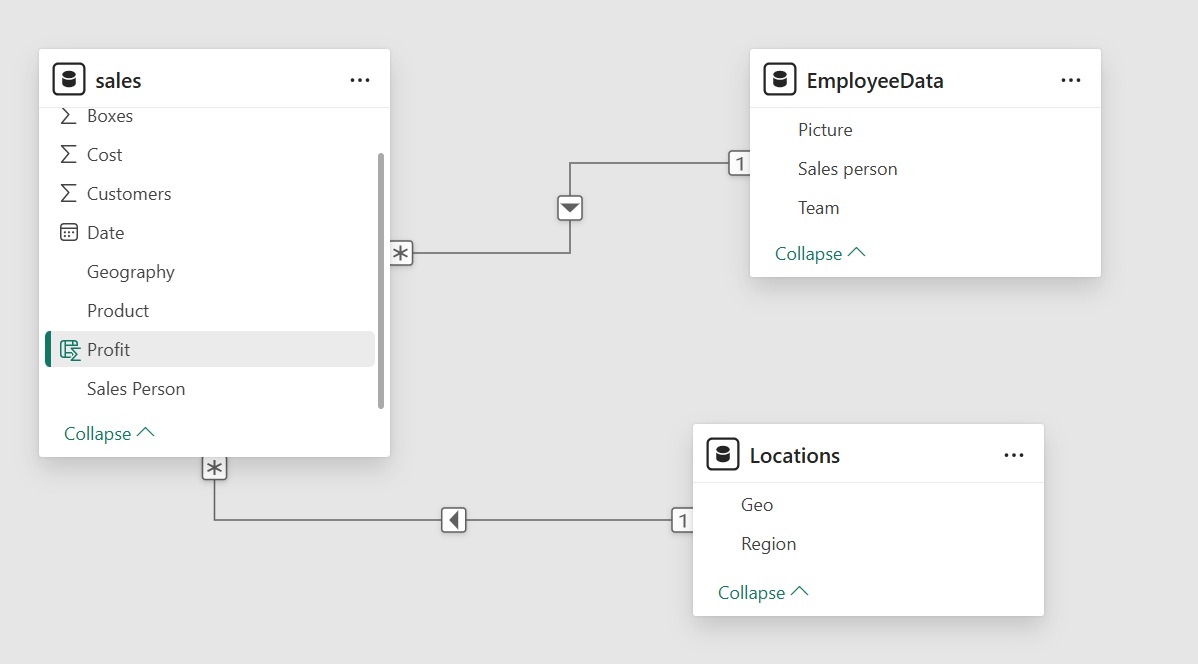 sales
Boxes
Cost
Customers
Date
Geography
Product
Profit
Sales Person
Collapse
*
*
EmployeeData
Picture
Sales person
Team
Collapse
1
Locations
Geo
Region
Collapse
1